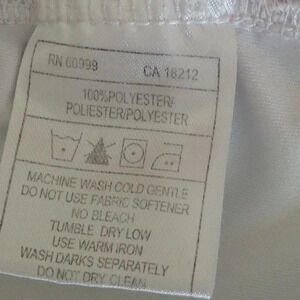 RN 60998 CA 18212
100%POLYESTER/
POLIESTER/POLYESTER
MACHINE WASH COLD GENTLE
DO NOT USE FABRIC SOFTENER
NO BLEACH
TUMBLE DRY LOW
USE WARM IRON
WASH DARKS SEPARATELY
DO NOT DRY CLEAN